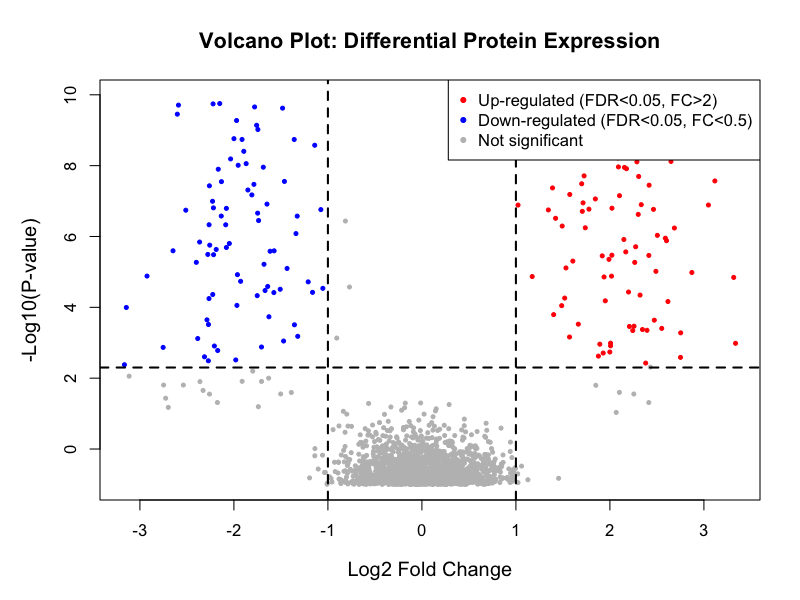 Volcano Plot: Differential Protein Expression
Up-regulated (FDR<0.05, FC>2)
Down-regulated (FDR<0.05, FC<0.5)
Not significant
-Log10(P-value)
10
8
6
4
2
0
-3
-2
-1
0
1
2
3
Log2 Fold Change